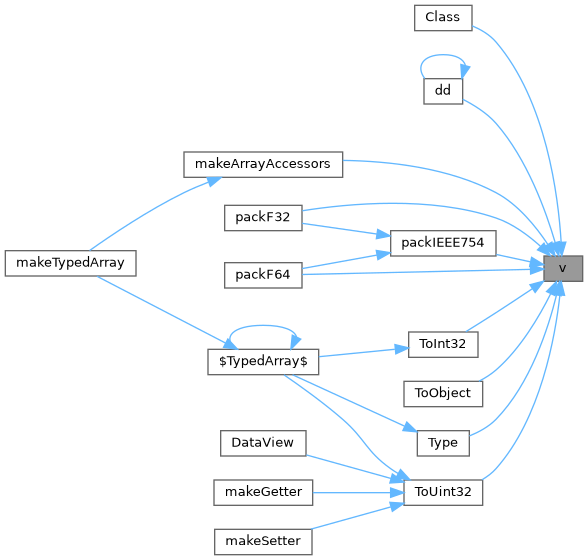 Class
dd
makeArrayAccessors
packF32
packIEEE754
makeTypedArray
v
packF64
ToInt32
$TypedArray$
ToObject
DataView
Type
makeGetter
ToUint32
makeSetter